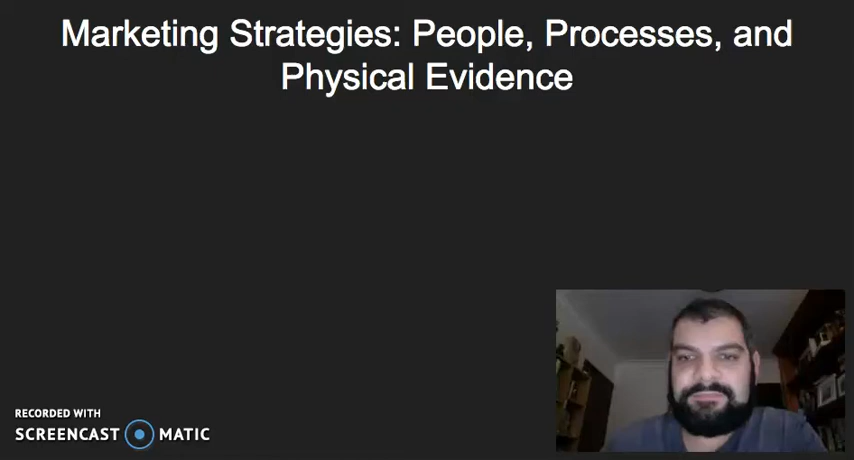 Marketing Strategies: People, Processes, and
Physical Evidence
RECORDED WITH
SCREENCAST MATIC